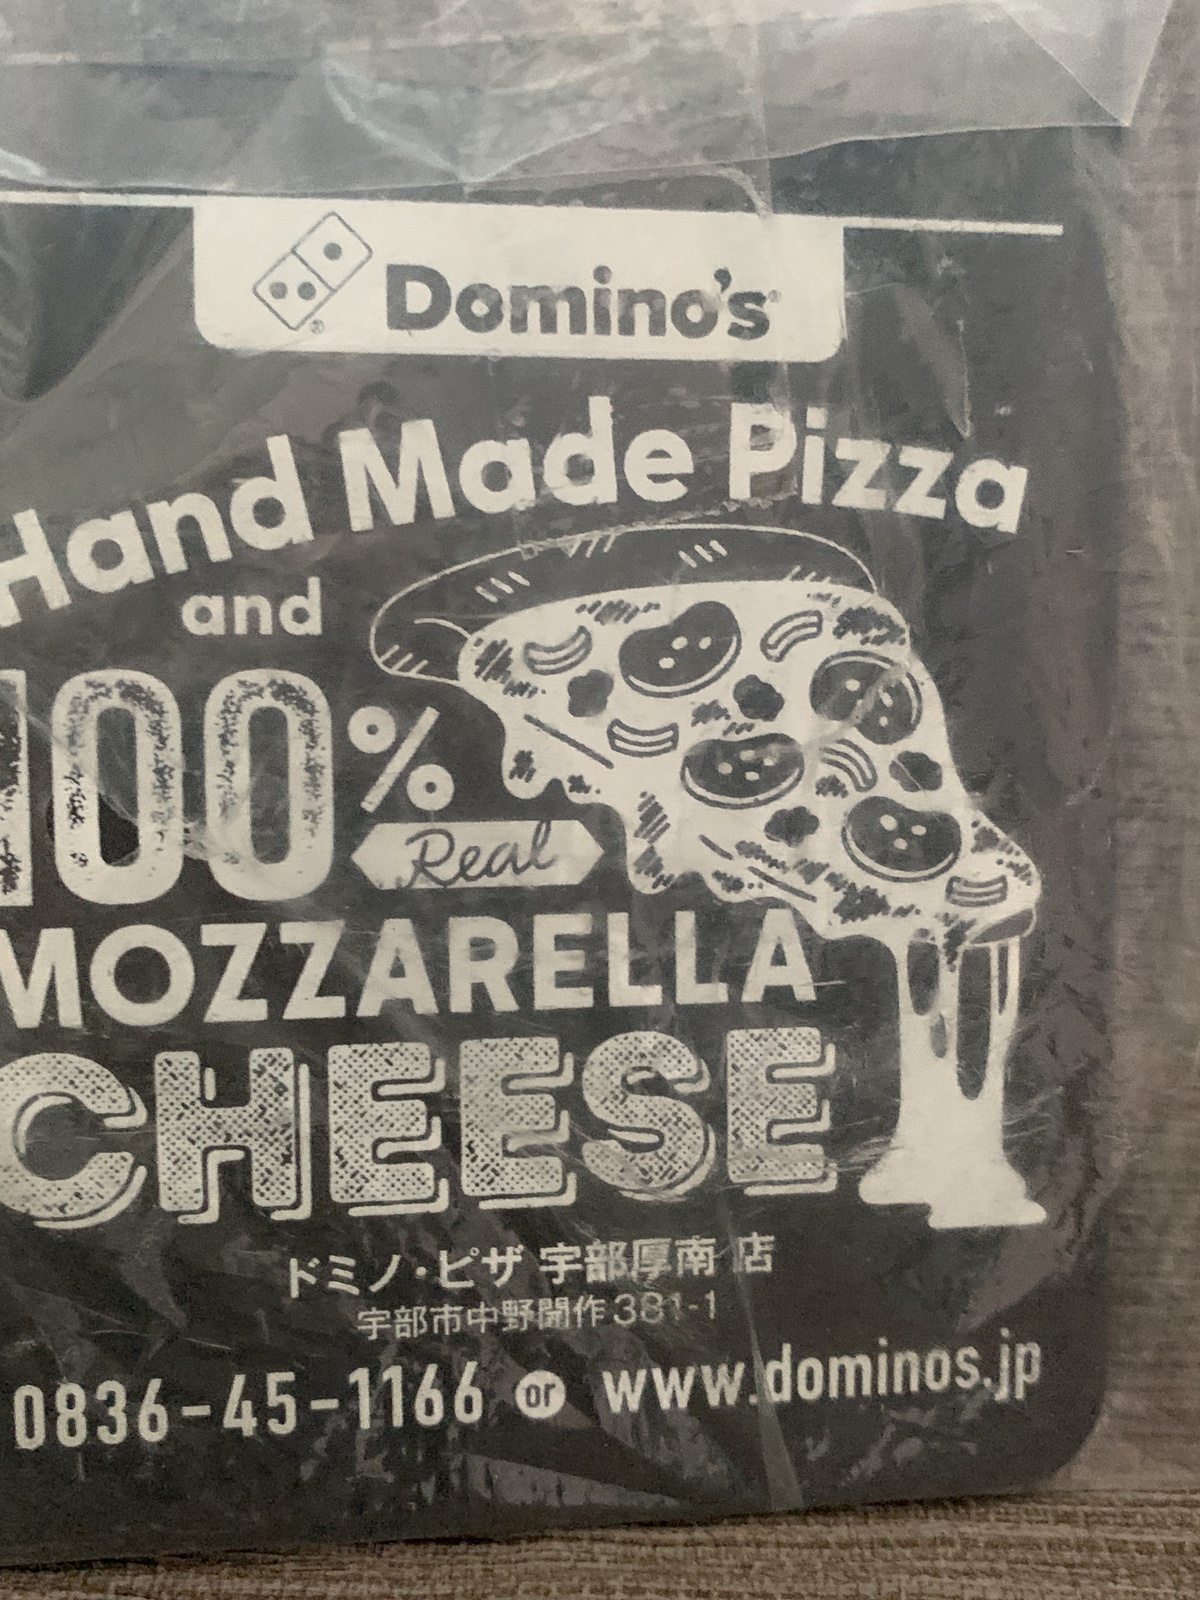 Domino's®
Hand Made Pizza
and
100%
Real
MOZZARELLA
CHEESE
ドミノ・ピザ 宇部厚南 店
宇部市中野開作381-1
0836-45-1166 or www.dominos.jp